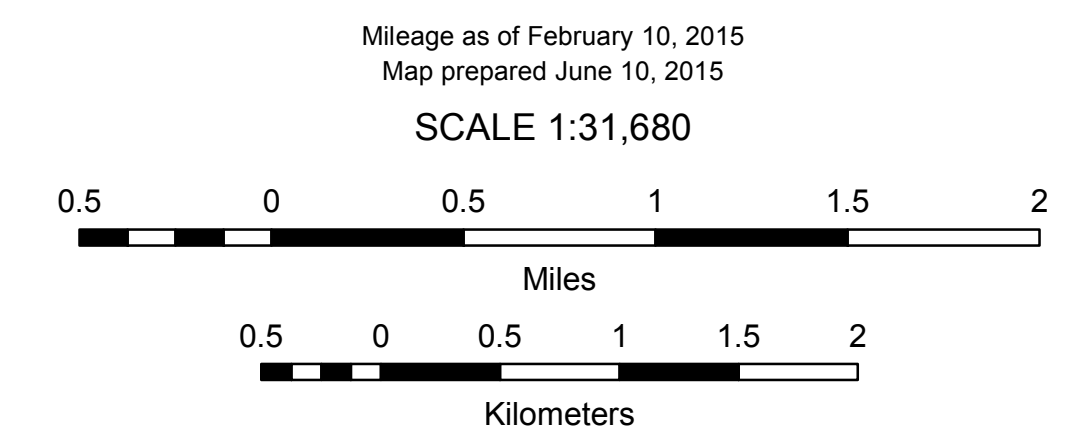 Mileage as of February 10, 2015
Map prepared June 10, 2015
SCALE 1:31,680
0.5 0 0.5 1 1.5 2
Miles
0.5 0 0.5 1 1.5 2
Kilometers